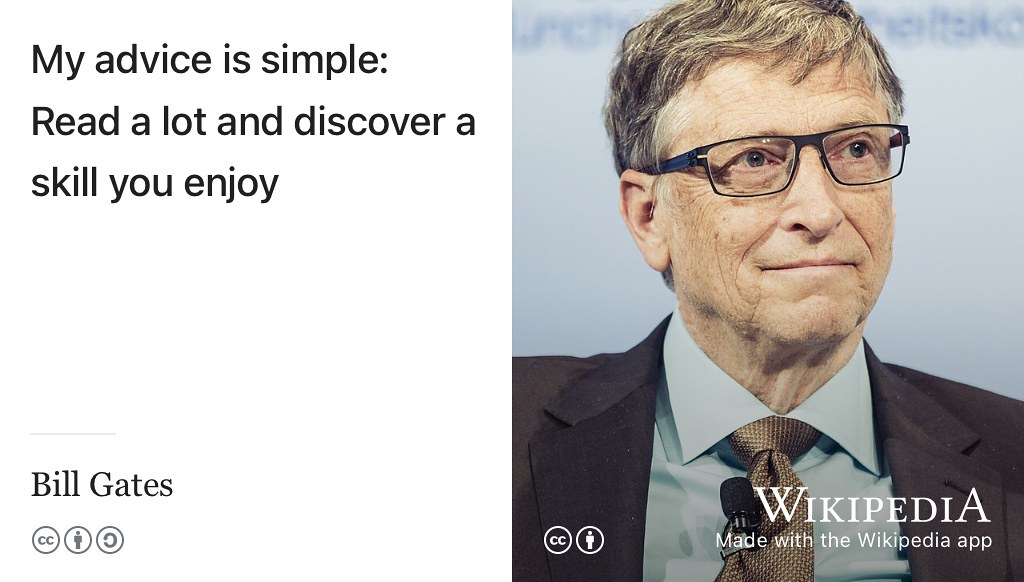 My advice is simple:
Read a lot and discover a
skill you enjoy
Bill Gates
WIKIPEDIA
Made with the Wikipedia app